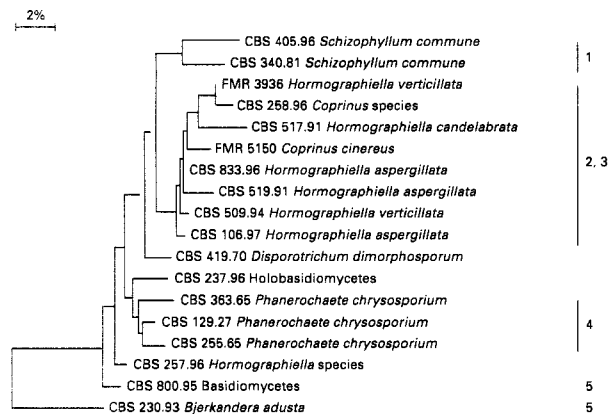 2%
CBS 405.96 Schizophyllum commune
1
CBS 340.81 Schizophyllum commune
FMR 3936 Hormographiella verticillata
CBS 258.96 Coprinus species
CBS 517.91 Hormographiella candelabrata
FMR 5150 Coprinus cinereus
2, 3
CBS 833.96 Hormographiella aspergillata
CBS 519.91 Hormographiella aspergillata
CBS 509.94 Hormographiella verticillata
CBS 106.97 Hormographiella aspergillata
CBS 419.70 Disporotrichum dimorphosporum
CBS 237.96 Holobasidiomycetes
CBS 363.65 Phanerochaete chrysosporium
CBS 129.27 Phanerochaete chrysosporium
4
CBS 255.65 Phanerochaete chrysosporium
CBS 257.96 Hormographiella species
CBS 800.95 Basidiomycetes 5
CBS 230.93 Bjerkandera adusta 5